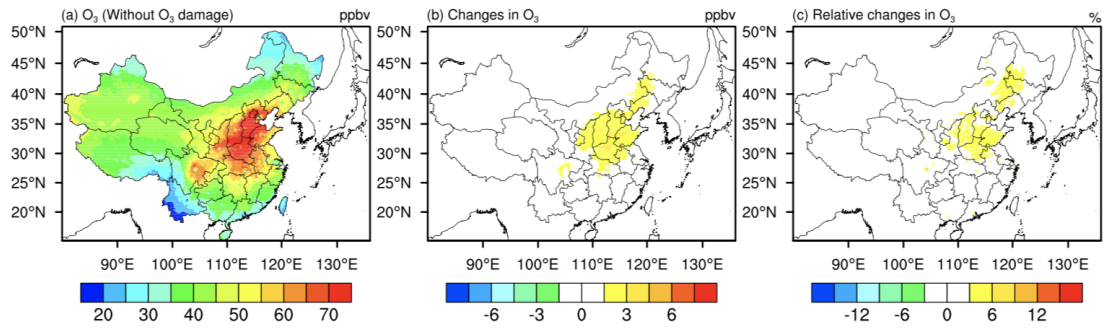 (a) O₃ (Without O₃ damage) ppbv (b) Changes in O₃ ppbv (c) Relative changes in O₃ %
50°N 50°N 50°N
45°N 45°N 45°N
40°N 40°N 40°N
35°N 35°N 35°N
30°N 30°N 30°N
25°N 25°N 25°N
20°N 20°N 20°N
90°E 100°E 110°E 120°E 130°E 90°E 100°E 110°E 120°E 130°E 90°E 100°E 110°E 120°E 130°E
20 30 40 50 60 70 -6 -3 0 3 6 -12 -6 0 6 12